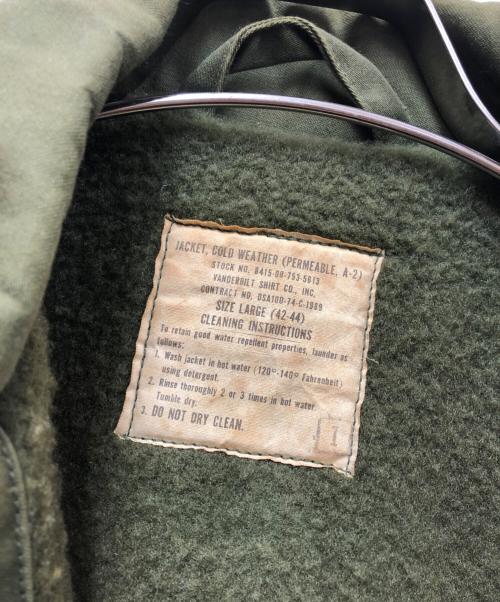 JACKET, COLD WEATHER (PERMEABLE, A-2)
STOCK NO. 8415-00-753-5613
VANDERBILT SHIRT CO., INC.
CONTRACT NO. DSA100-74-C-1989
SIZE LARGE (42-44)
CLEANING INSTRUCTIONS
To retain good water repellent properties, launder as
follows:
1. Wash jacket in hot water (120°-140° Fahrenheit)
using detergent.
2. Rinse thoroughly 2 or 3 times in hot water.
Tumble dry.
3. DO NOT DRY CLEAN.
1